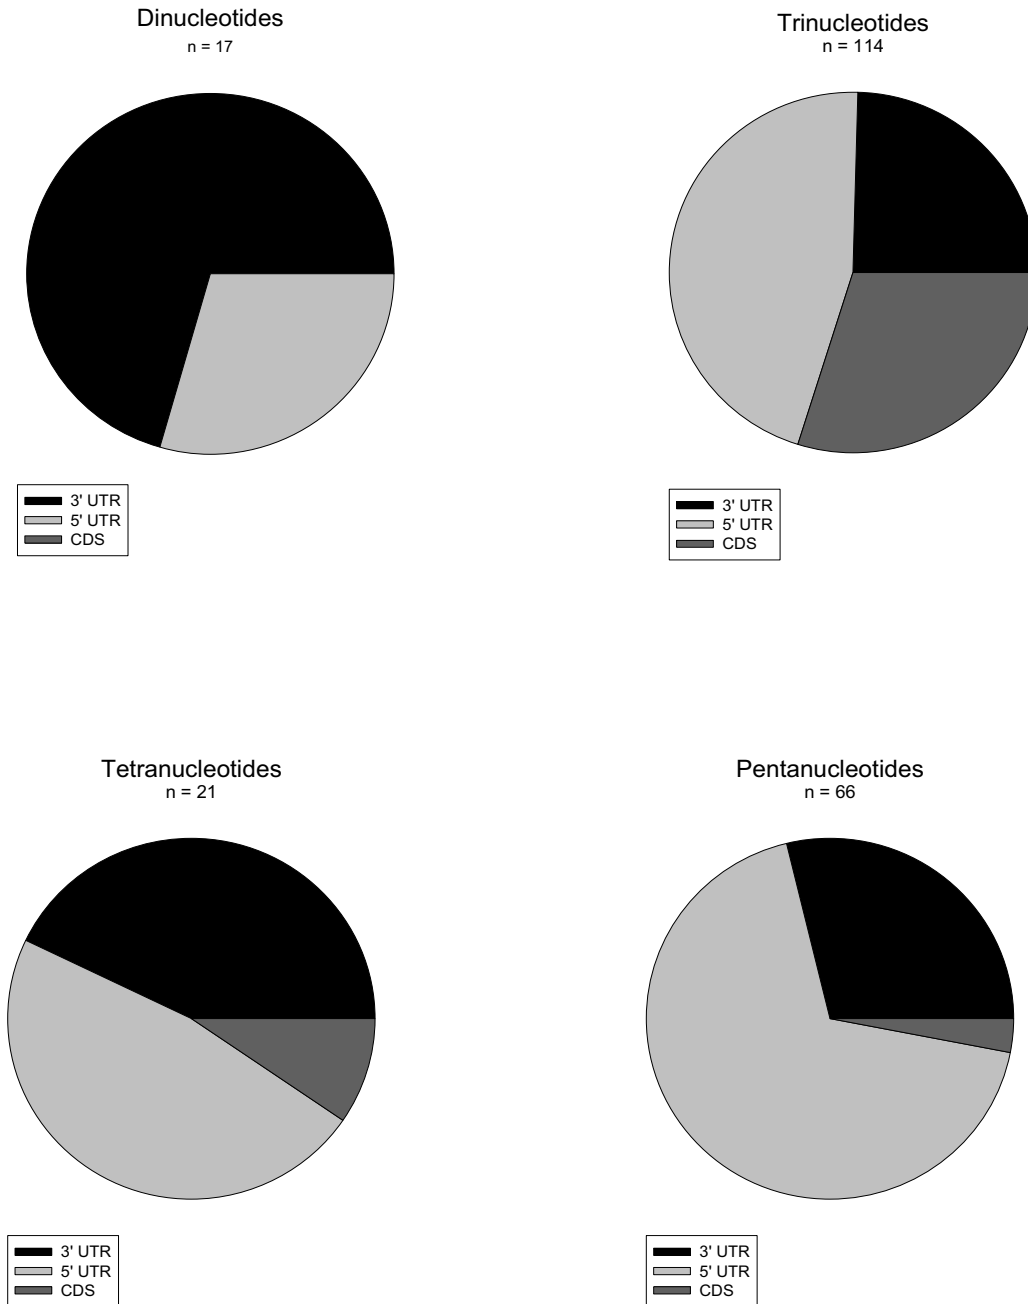 Dinucleotides
n = 17
3' UTR
5' UTR
CDS
Trinucleotides
n = 114
3' UTR
5' UTR
CDS
Tetranucleotides
n = 21
3' UTR
5' UTR
CDS
Pentanucleotides
n = 66
3' UTR
5' UTR
CDS